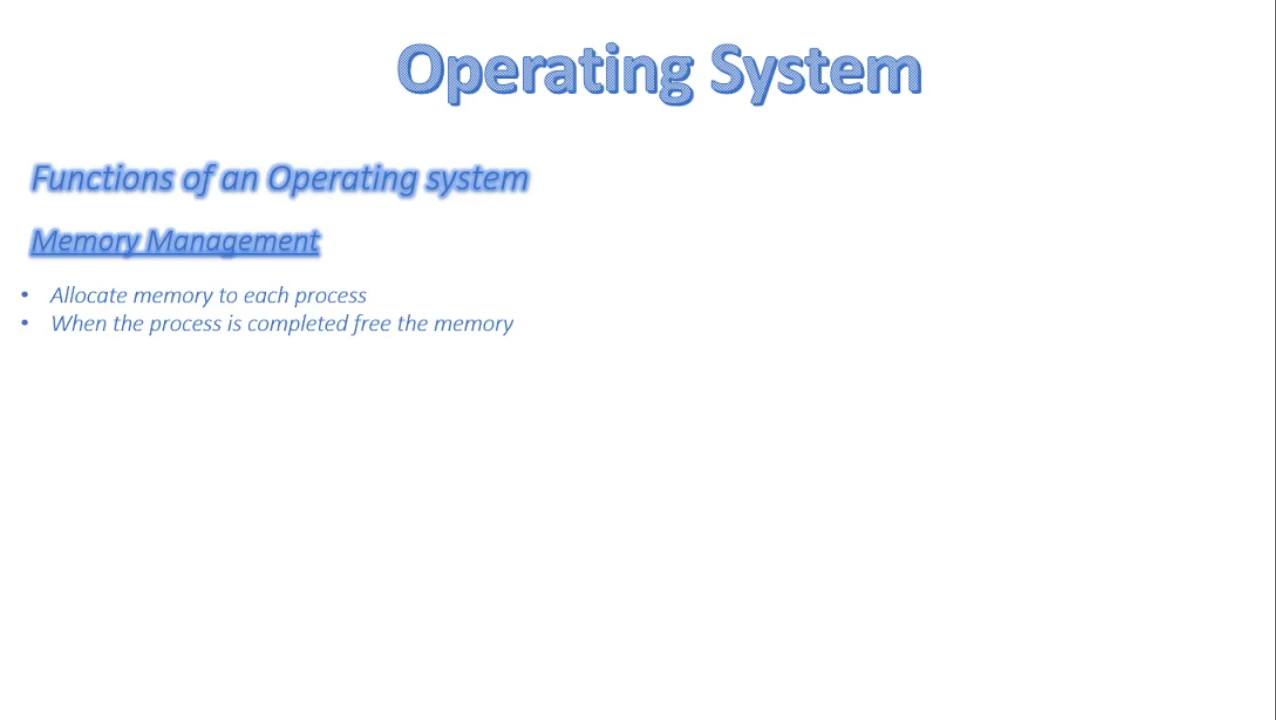 Operating System
Functions of an Operating system
Memory Management
• Allocate memory to each process
• When the process is completed free the memory